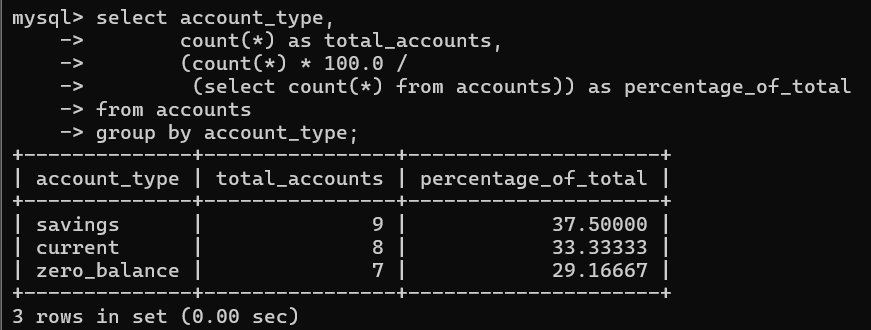 mysql> select account_type,
    ->        count(*) as total_accounts,
    ->        (count(*) * 100.0 /
    ->         (select count(*) from accounts)) as percentage_of_total
    -> from accounts
    -> group by account_type;
+--------------+----------------+---------------------+
| account_type | total_accounts | percentage_of_total |
+--------------+----------------+---------------------+
| savings      |              9 |            37.50000 |
| current      |              8 |            33.33333 |
| zero_balance |              7 |            29.16667 |
+--------------+----------------+---------------------+
3 rows in set (0.00 sec)